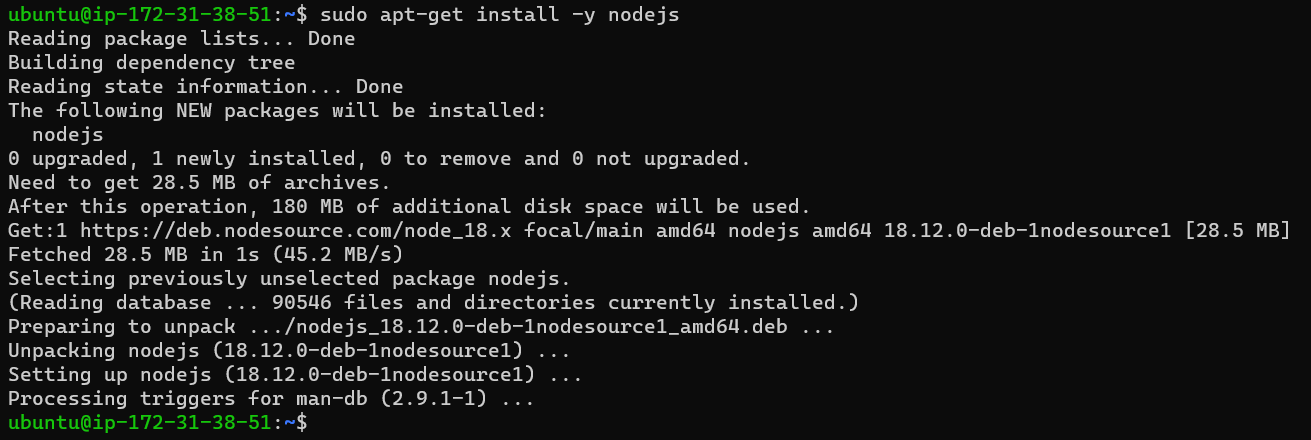 ubuntu@ip-172-31-38-51:~$ sudo apt-get install -y nodejs
Reading package lists... Done
Building dependency tree
Reading state information... Done
The following NEW packages will be installed:
  nodejs
0 upgraded, 1 newly installed, 0 to remove and 0 not upgraded.
Need to get 28.5 MB of archives.
After this operation, 180 MB of additional disk space will be used.
Get:1 https://deb.nodesource.com/node_18.x focal/main amd64 nodejs amd64 18.12.0-deb-1nodesource1 [28.5 MB]
Fetched 28.5 MB in 1s (45.2 MB/s)
Selecting previously unselected package nodejs.
(Reading database ... 90546 files and directories currently installed.)
Preparing to unpack .../nodejs_18.12.0-deb-1nodesource1_amd64.deb ...
Unpacking nodejs (18.12.0-deb-1nodesource1) ...
Setting up nodejs (18.12.0-deb-1nodesource1) ...
Processing triggers for man-db (2.9.1-1) ...
ubuntu@ip-172-31-38-51:~$